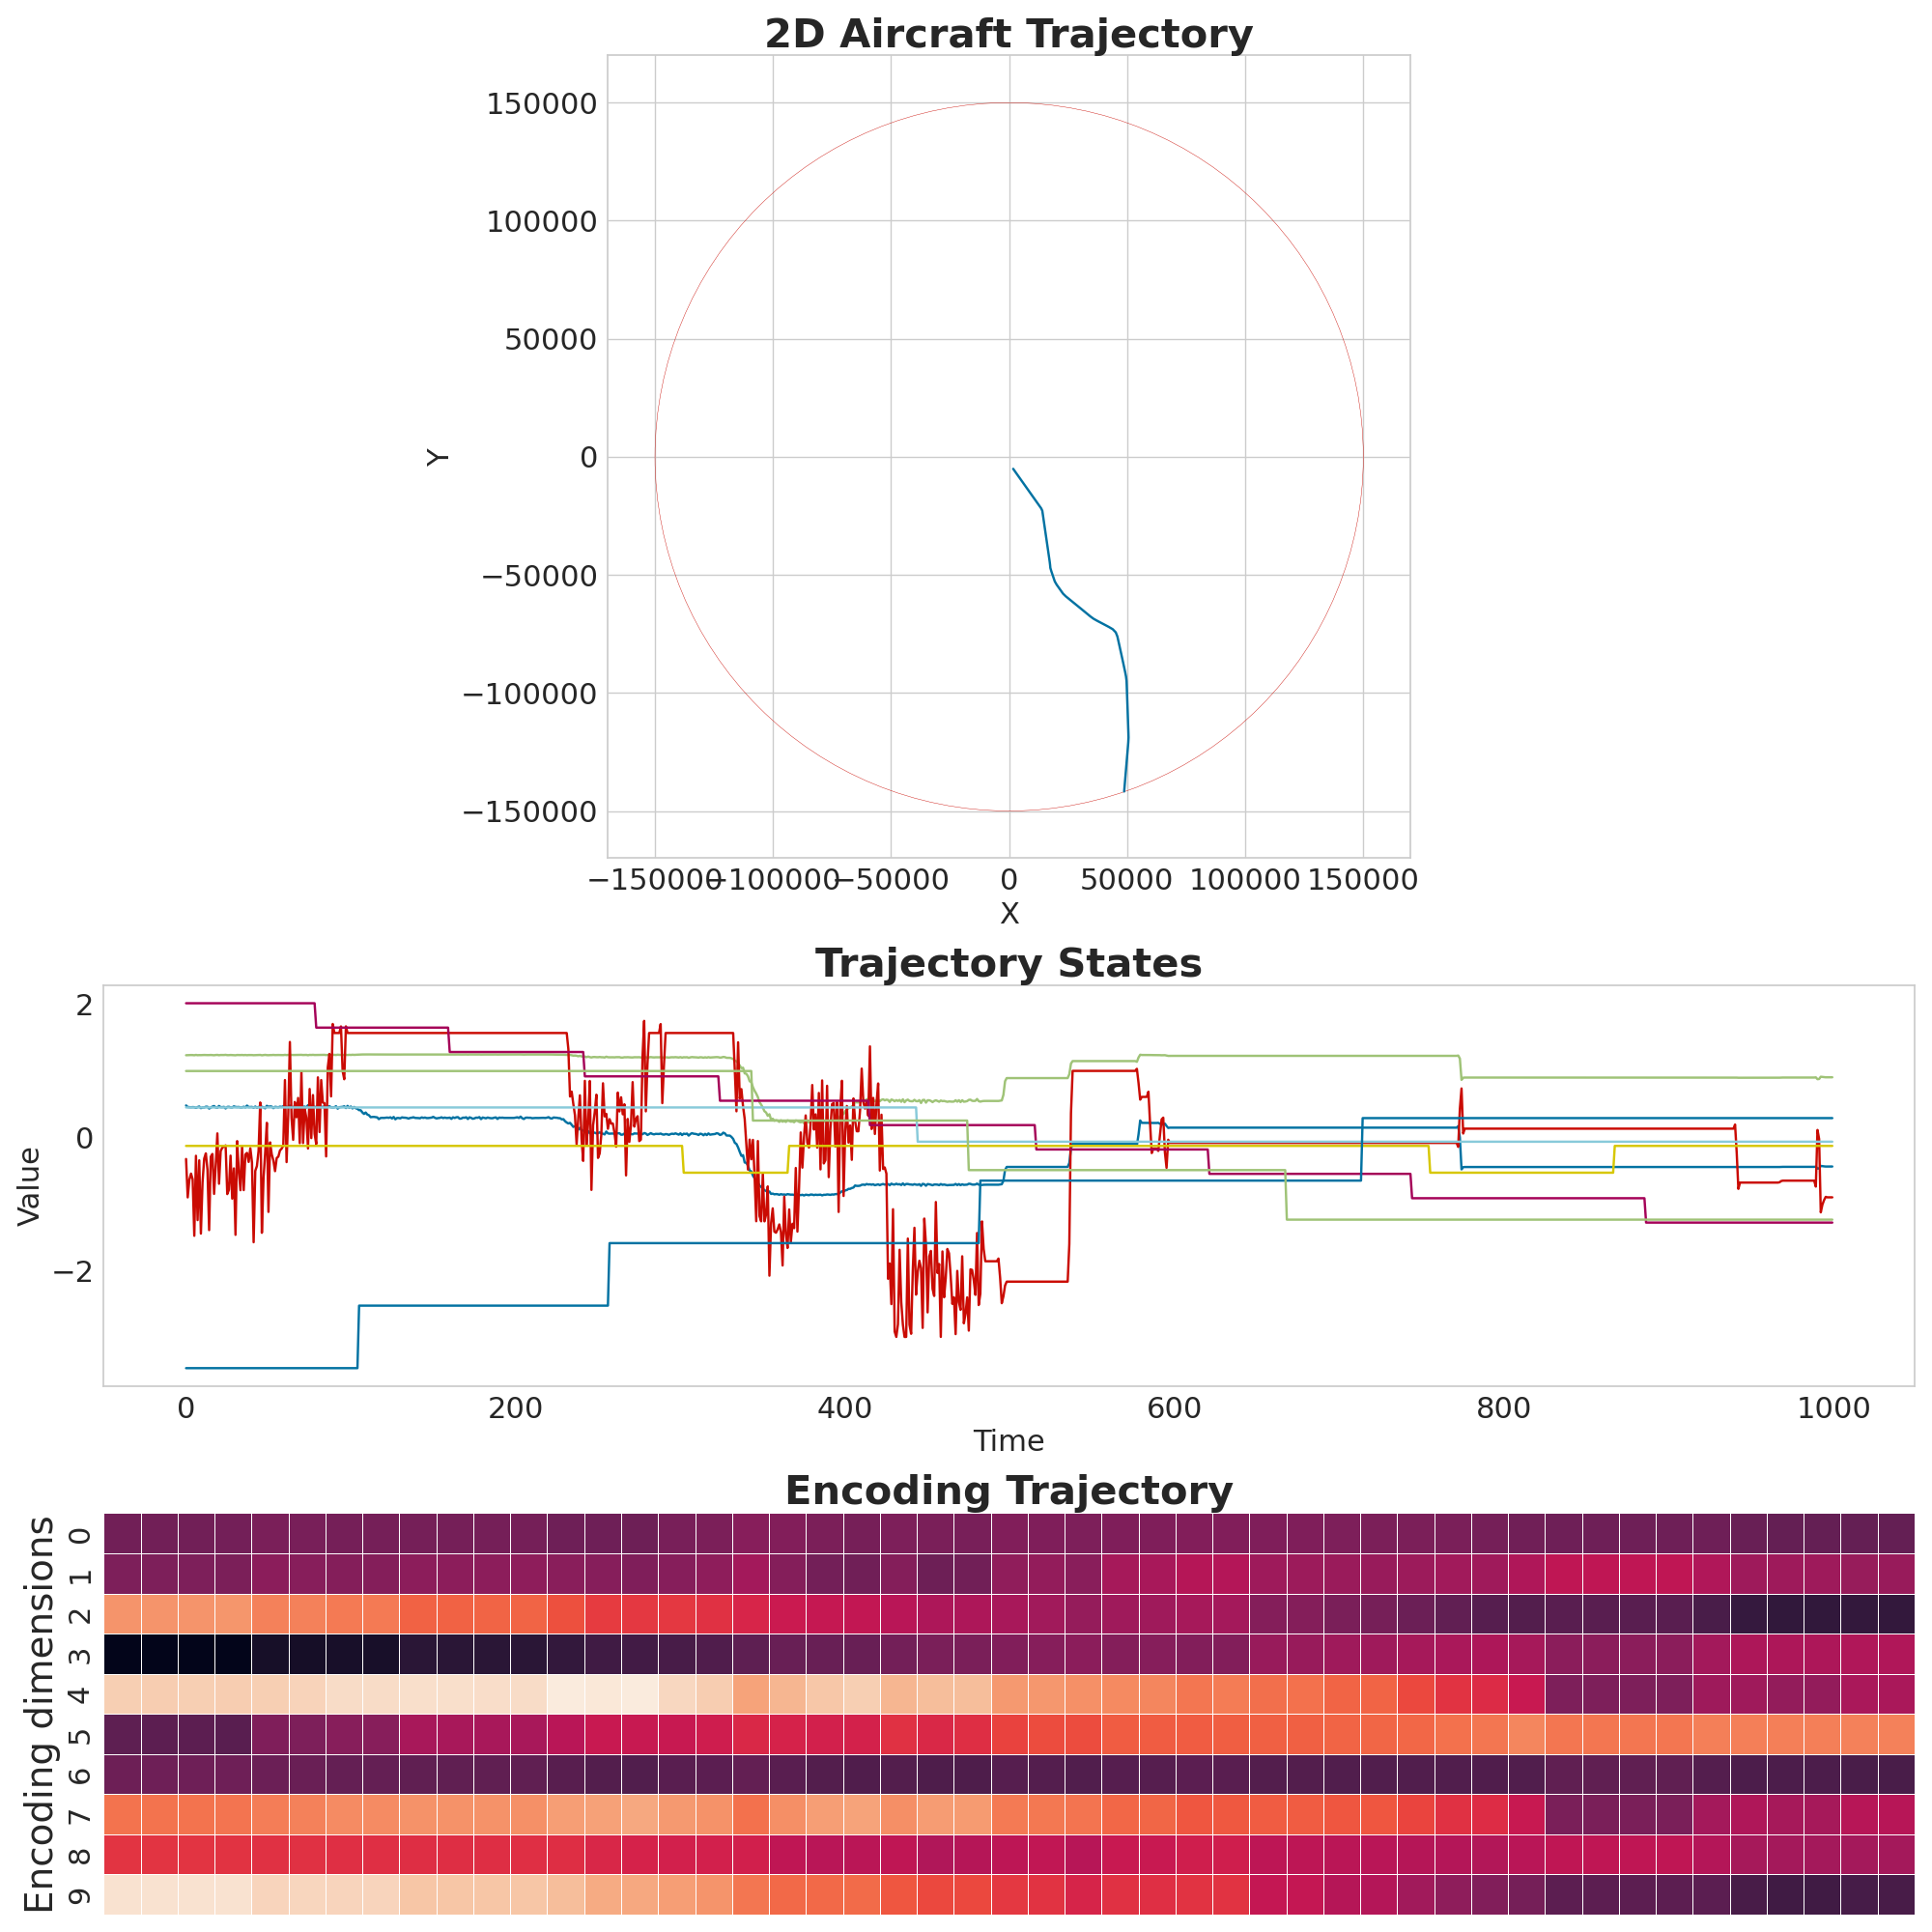 2D Aircraft Trajectory
150000
100000
50000
0
−50000
−100000
−150000
Y
−150000 −100000 −50000 0 50000 100000 150000
X
Trajectory States
2
0
−2
Value
0 200 400 600 800 1000
Time
Encoding Trajectory
Encoding dimensions
0
1
2
3
4
5
6
7
8
9